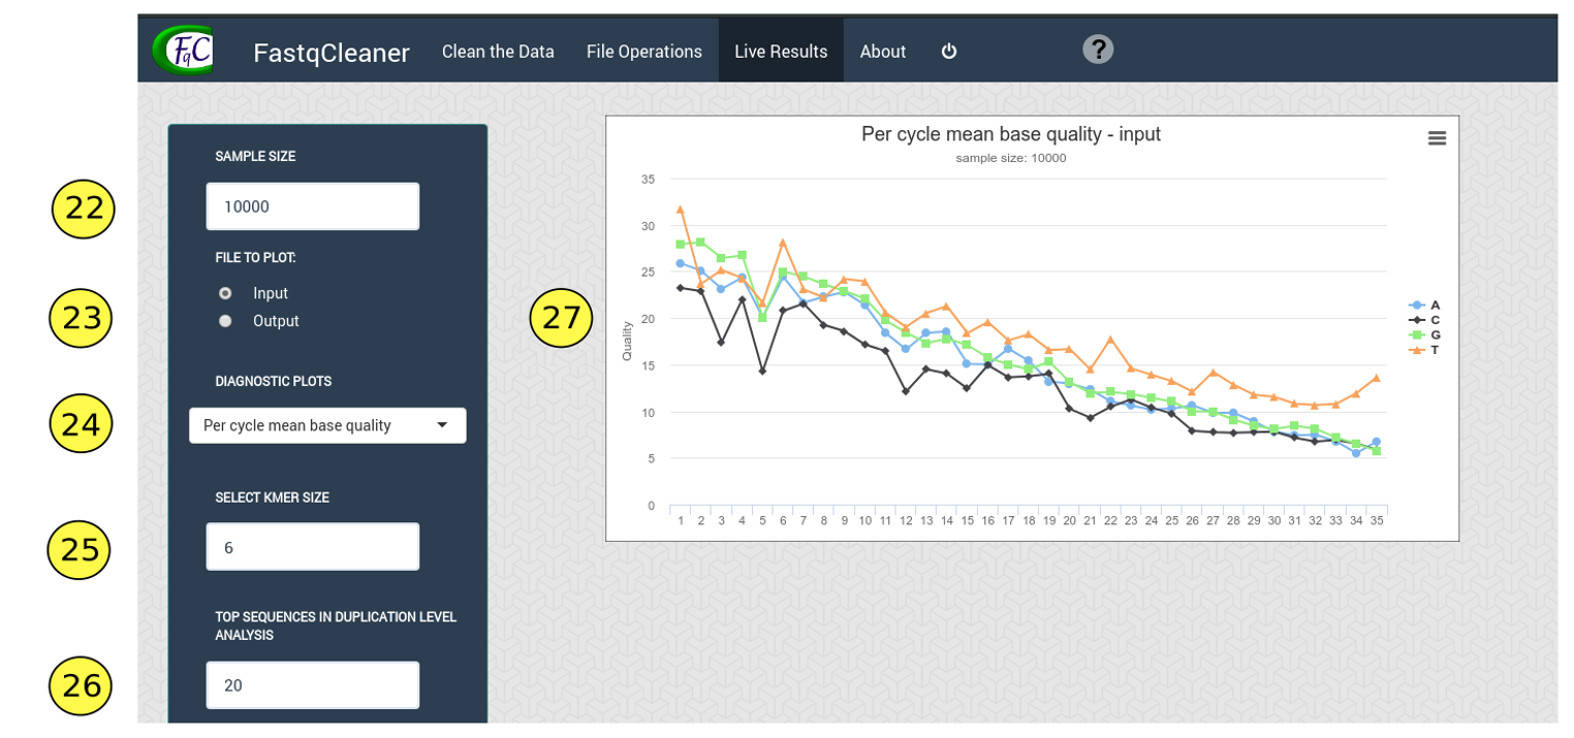 FqC FastqCleaner Clean the Data File Operations Live Results About ?
SAMPLE SIZE
22
10000
FILE TO PLOT:
23
Input
Output
DIAGNOSTIC PLOTS
24
Per cycle mean base quality
SELECT KMER SIZE
25
6
TOP SEQUENCES IN DUPLICATION LEVEL
ANALYSIS
26
20
27
Per cycle mean base quality - input
sample size: 10000
Quality
35
30
25
20
15
10
5
0
1 2 3 4 5 6 7 8 9 10 11 12 13 14 15 16 17 18 19 20 21 22 23 24 25 26 27 28 29 30 31 32 33 34 35
A
C
G
T